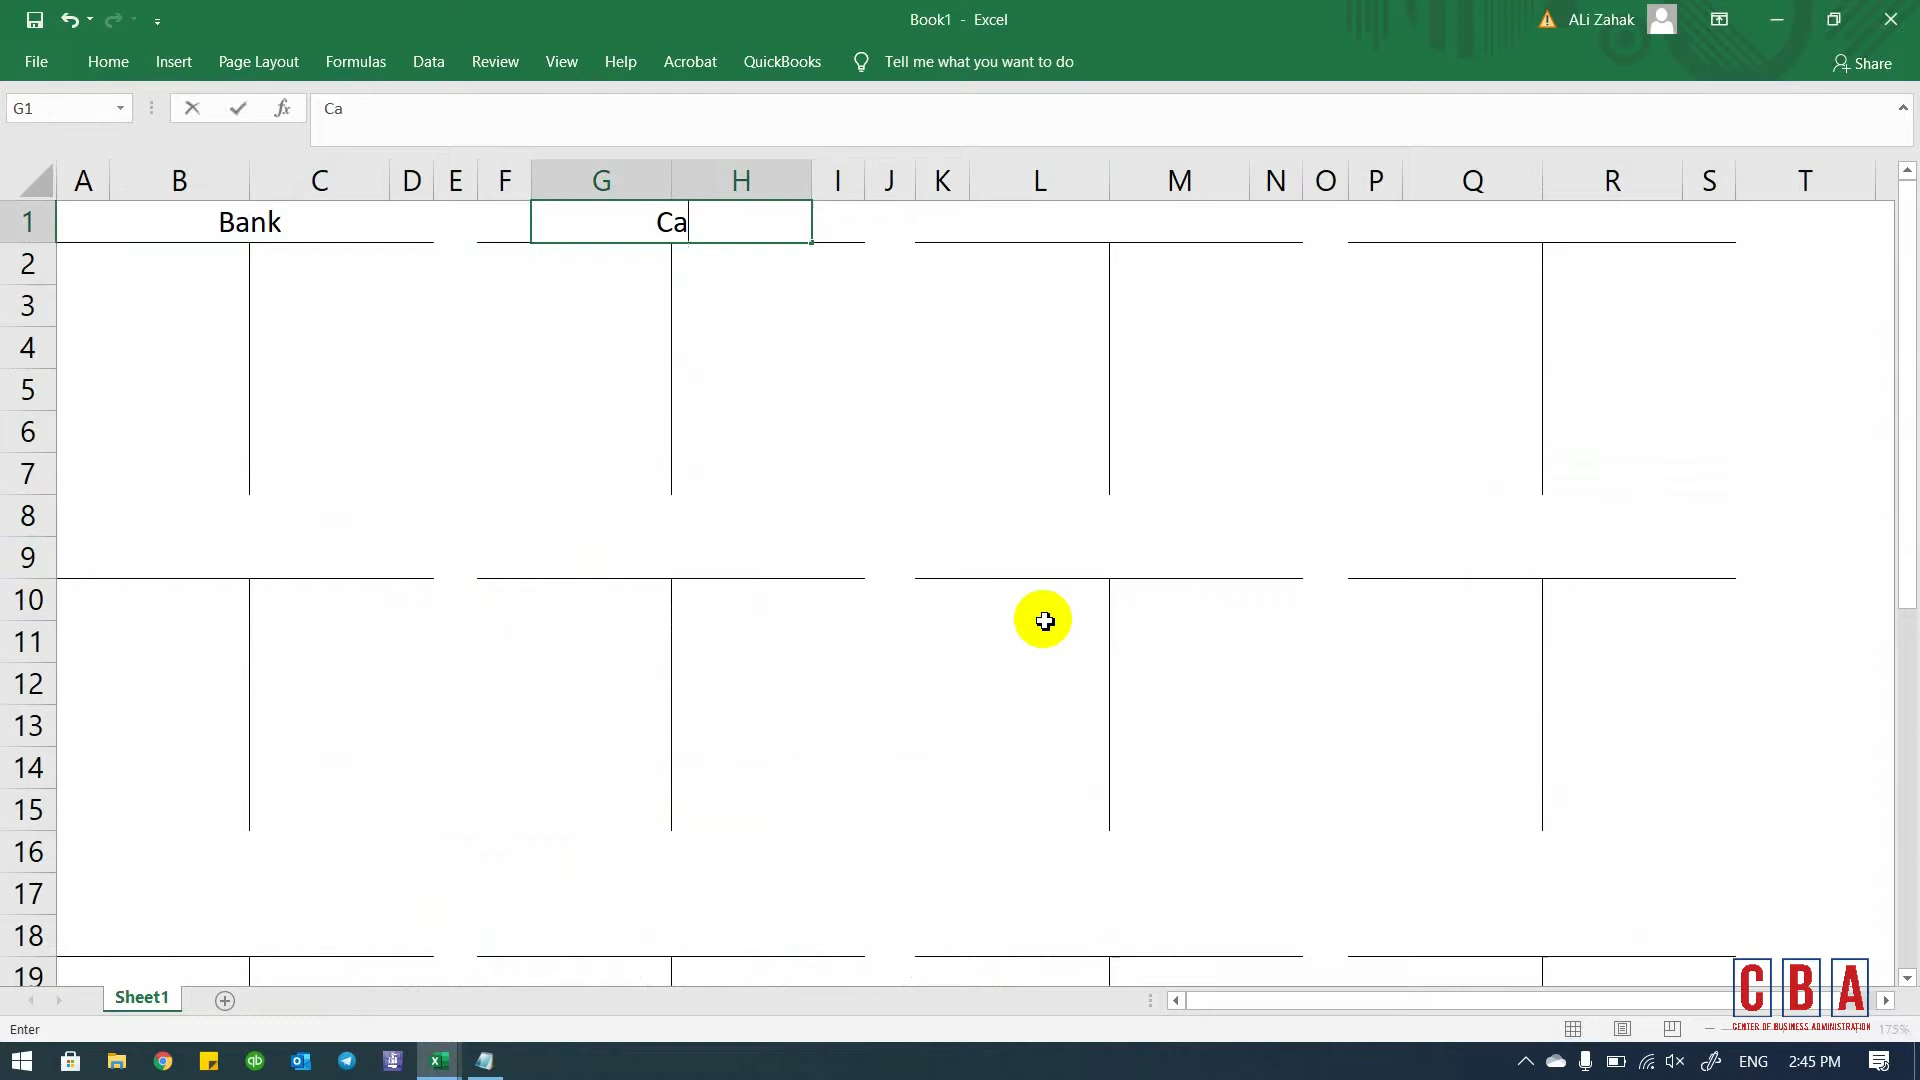 Book1 - Excel
ALi Zahak
File Home Insert Page Layout Formulas Data Review View Help Acrobat QuickBooks Tell me what you want to do
Share
G1
fx Ca
A B C D E F G H I J K L M N O P Q R S T
1 Bank Ca
2
3
4
5
6
7
8
9
10
11
12
13
14
15
16
17
18
19
Sheet1
CBA
CENTER OF BUSINESS ADMINISTRATION
Enter
175%
ENG 2:45 PM